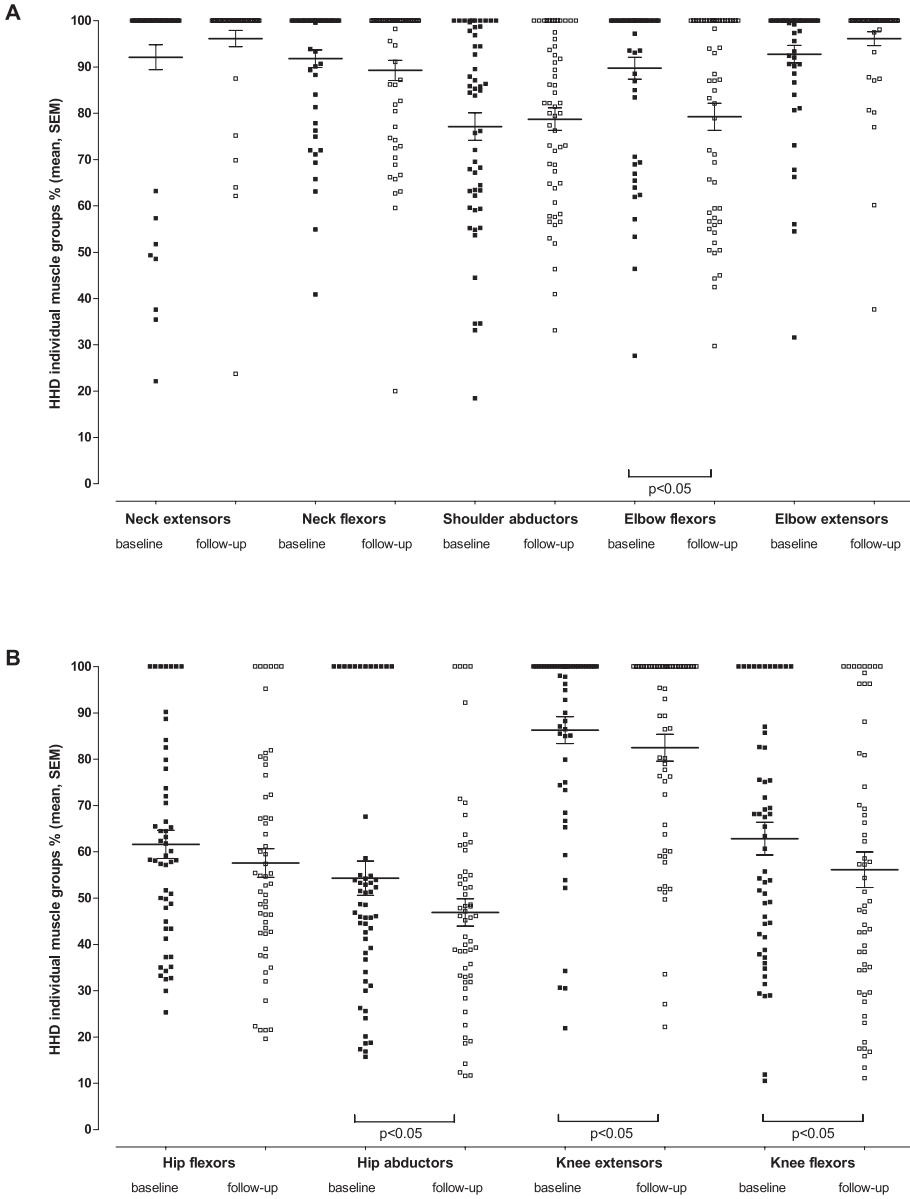 A
HHD individual muscle groups % (mean, SEM)
100
90
80
70
60
50
40
30
20
10
0
p<0.05
Neck extensors Neck flexors Shoulder abductors Elbow flexors Elbow extensors
baseline follow-up baseline follow-up baseline follow-up baseline follow-up baseline follow-up
B
HHD individual muscle groups % (mean, SEM)
100
90
80
70
60
50
40
30
20
10
0
p<0.05 p<0.05 p<0.05
Hip flexors Hip abductors Knee extensors Knee flexors
baseline follow-up baseline follow-up baseline follow-up baseline follow-up